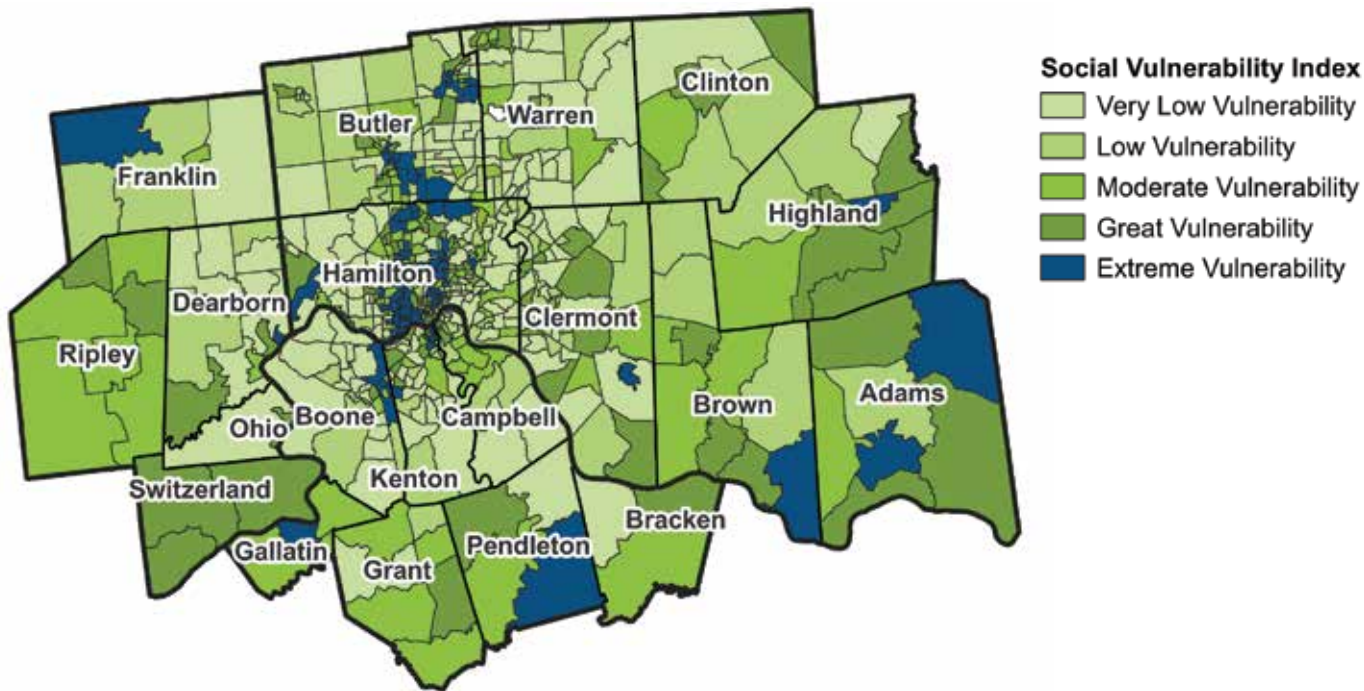 Social Vulnerability Index
Very Low Vulnerability
Low Vulnerability
Moderate Vulnerability
Great Vulnerability
Extreme Vulnerability
Clinton
Butler
Warren
Franklin
Highland
Hamilton
Dearborn
Clermont
Ripley
Adams
Brown
Ohio
Boone
Campbell
Kenton
Switzerland
Bracken
Gallatin
Pendleton
Grant